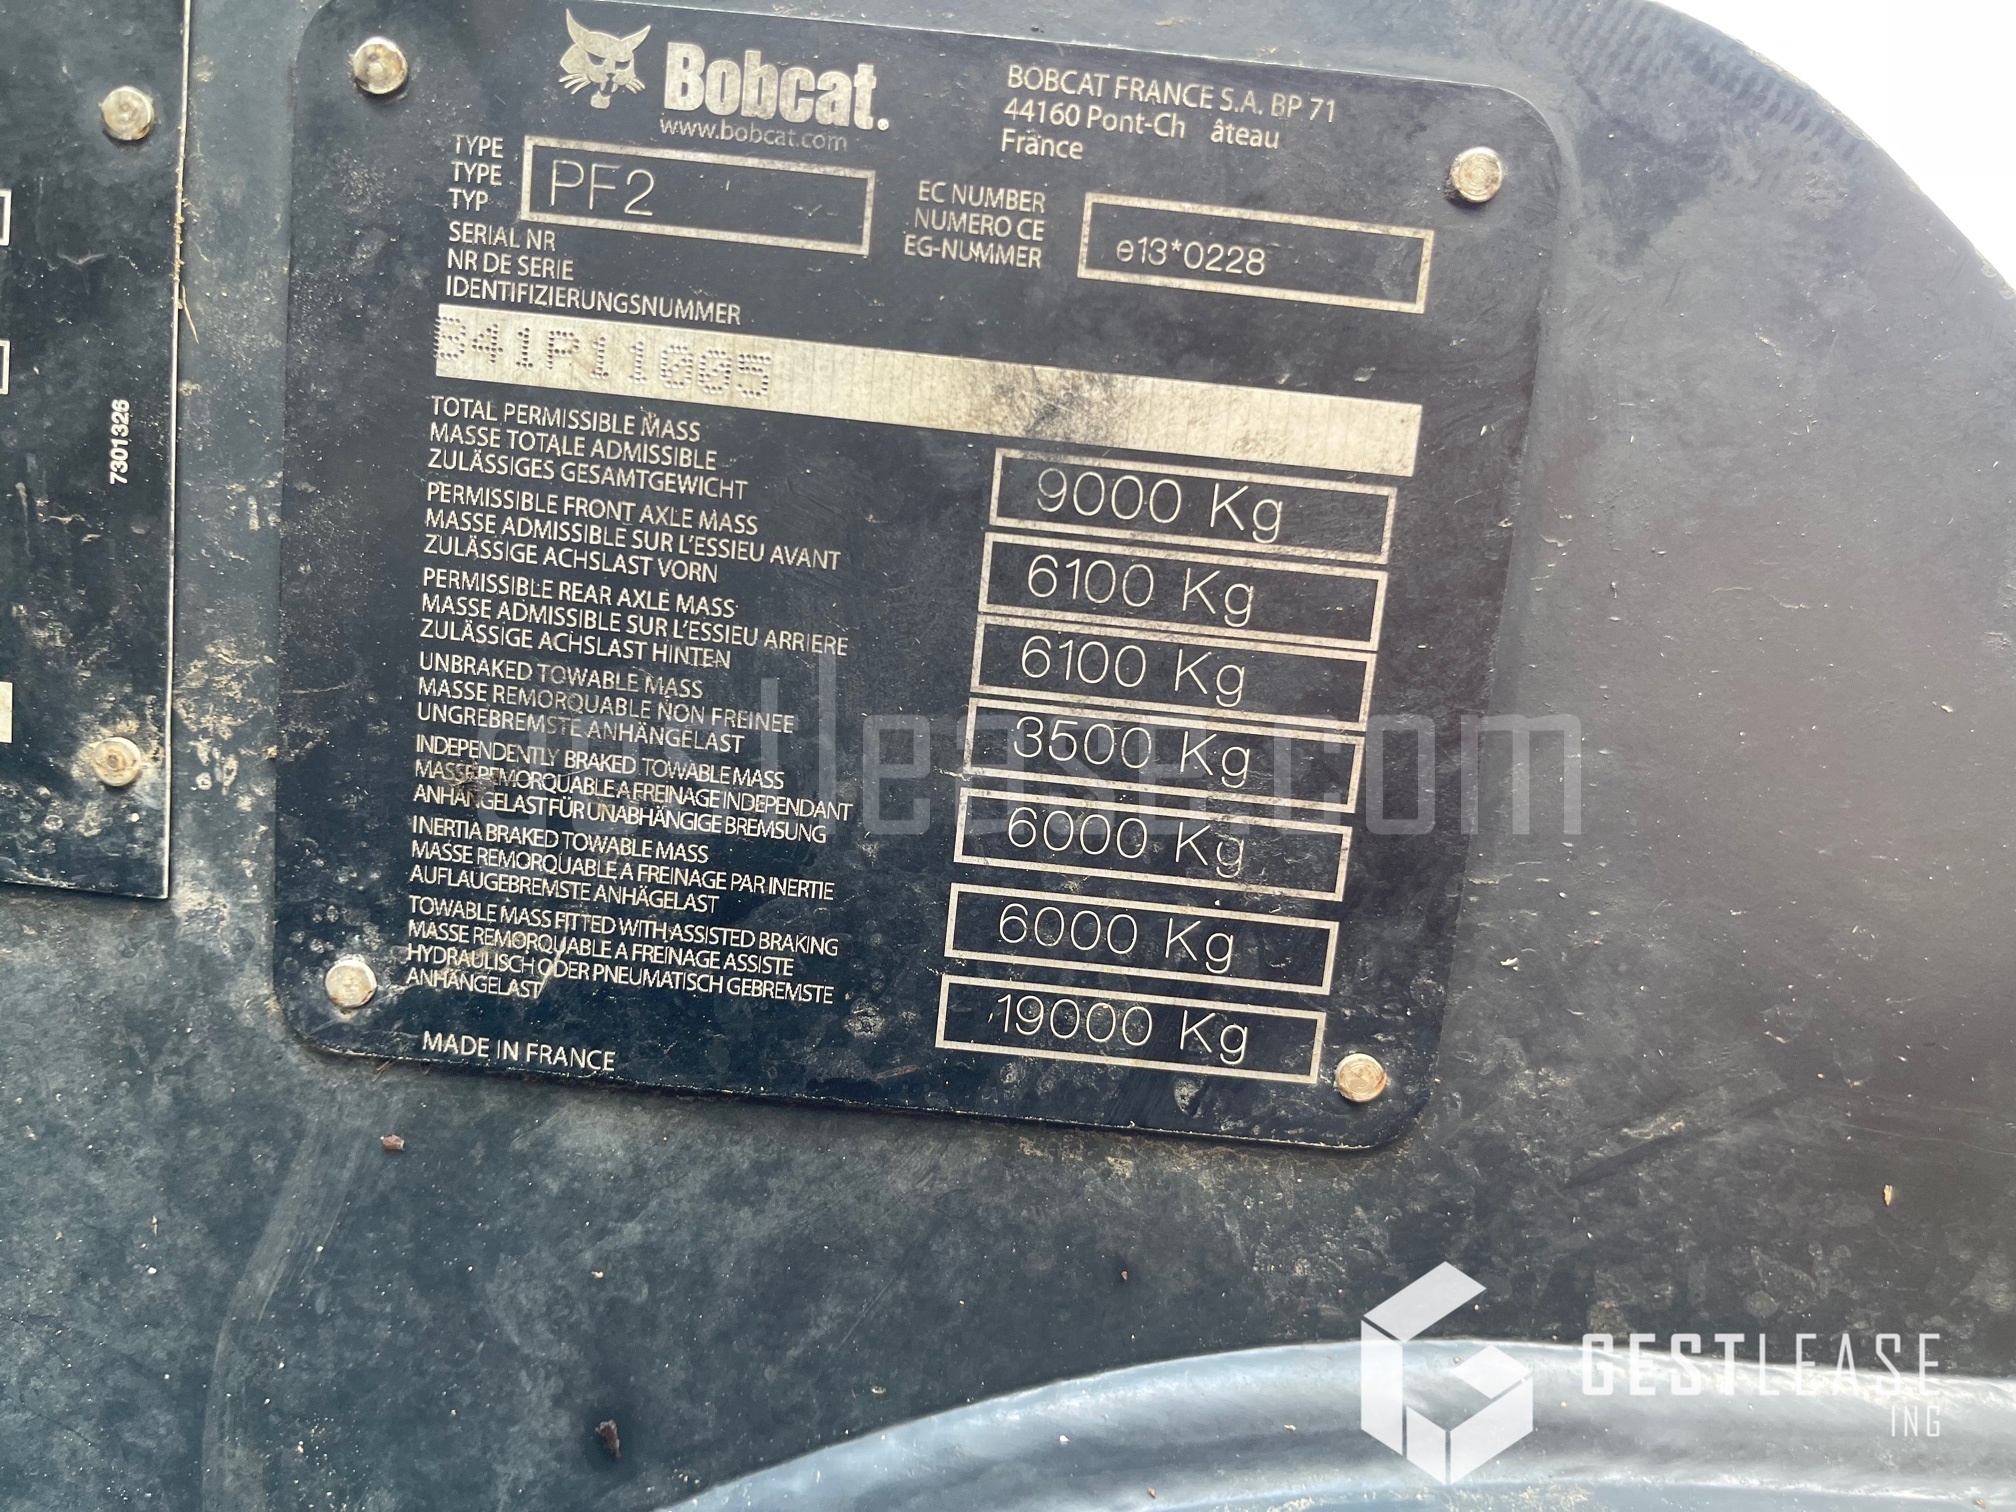 Bobcat.
www.bobcat.com
BOBCAT FRANCE S.A. BP 71
44160 Pont-Ch âteau
France
TYPE
TYPE
TYP
PF2
EC NUMBER
NUMERO CE
EG-NUMMER
e13*0228
SERIAL NR
NR DE SERIE
IDENTIFIZIERUNGSNUMMER
B41P11005
TOTAL PERMISSIBLE MASS
MASSE TOTALE ADMISSIBLE
ZULÄSSIGES GESAMTGEWICHT
9000 Kg
PERMISSIBLE FRONT AXLE MASS
MASSE ADMISSIBLE SUR L'ESSIEU AVANT
ZULÄSSIGE ACHSLAST VORN
6100 Kg
PERMISSIBLE REAR AXLE MASS
MASSE ADMISSIBLE SUR L'ESSIEU ARRIERE
ZULÄSSIGE ACHSLAST HINTEN
6100 Kg
UNBRAKED TOWABLE MASS
MASSE REMORQUABLE NON FREINEE
UNGREBREMSTE ANHÄNGELAST
3500 Kg
INDEPENDENTLY BRAKED TOWABLE MASS
MASSE REMORQUABLE A FREINAGE INDEPENDANT
ANHÄNGELAST FÜR UNABHÄNGIGE BREMSUNG
6000 Kg
INERTIA BRAKED TOWABLE MASS
MASSE REMORQUABLE A FREINAGE PAR INERTIE
AUFLAUGEBREMSTE ANHÄGELAST
6000 Kg
TOWABLE MASS FITTED WITH ASSISTED BRAKING
MASSE REMORQUABLE A FREINAGE ASSISTE
HYDRAULISCH ODER PNEUMATISCH GEBREMSTE
ANHÄNGELAST
19000 Kg
MADE IN FRANCE
7301326
GESTLEASE
ING